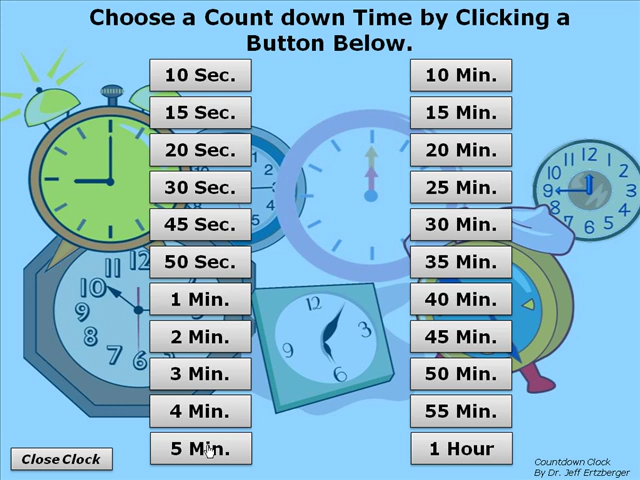 Choose a Count down Time by Clicking a
Button Below.
10 Sec.
15 Sec.
20 Sec.
30 Sec.
45 Sec.
50 Sec.
1 Min.
2 Min.
3 Min.
4 Min.
5 Min.
10 Min.
15 Min.
20 Min.
25 Min.
30 Min.
35 Min.
40 Min.
45 Min.
50 Min.
55 Min.
1 Hour
Close Clock
Countdown Clock
By Dr. Jeff Ertzberger